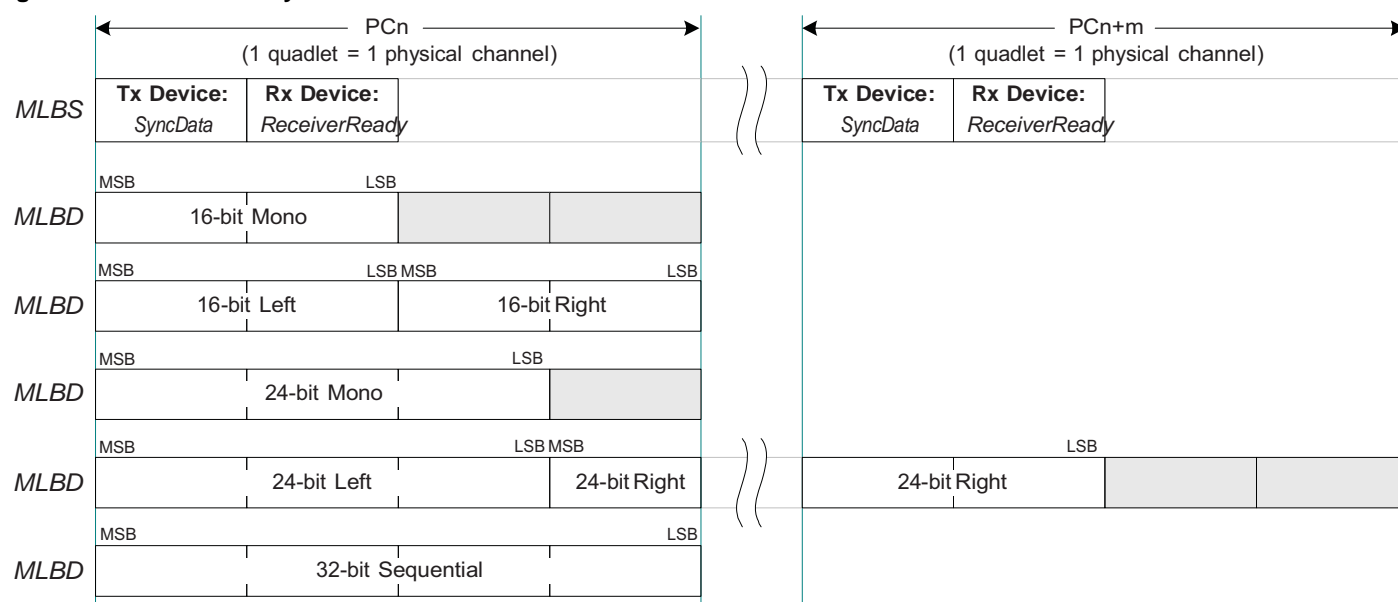 PCn
(1 quadlet = 1 physical channel)
PCn+m
(1 quadlet = 1 physical channel)
MLBS
Tx Device:
SyncData
Rx Device:
ReceiverReady
Tx Device:
SyncData
Rx Device:
ReceiverReady
MSB LSB
MLBD 16-bit Mono
MSB LSB MSB LSB
MLBD 16-bit Left 16-bit Right
MSB LSB
MLBD 24-bit Mono
MSB LSB MSB LSB
MLBD 24-bit Left 24-bit Right 24-bit Right
MSB LSB
MLBD 32-bit Sequential